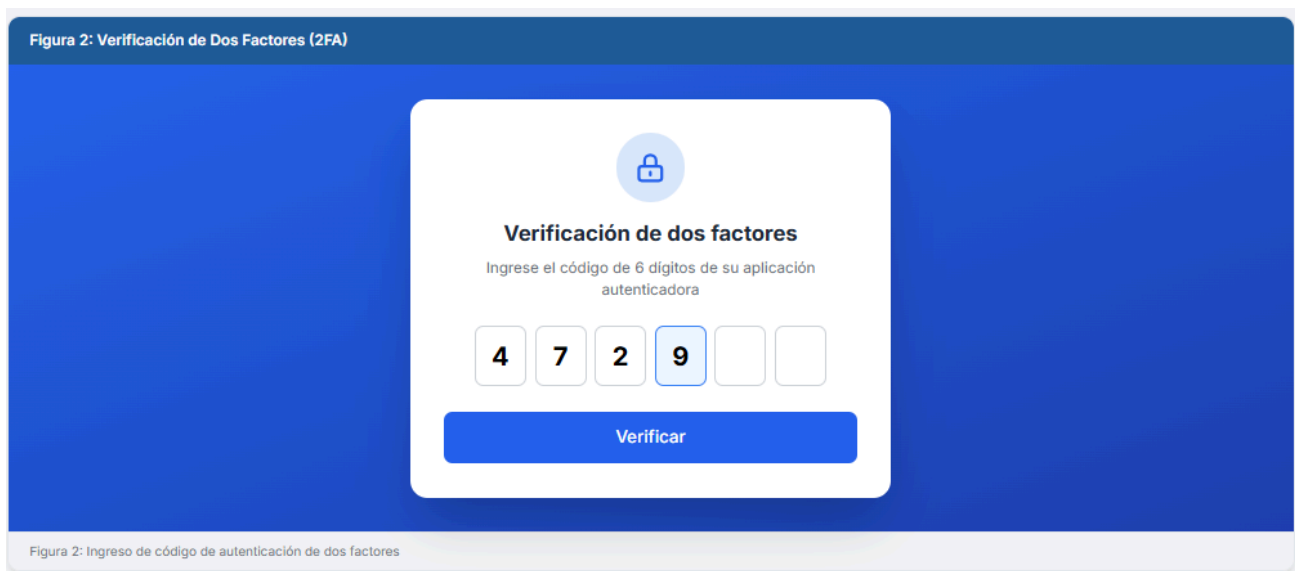 Figura 2: Verificación de Dos Factores (2FA)
Verificación de dos factores
Ingrese el código de 6 dígitos de su aplicación
autenticadora
4 7 2 9
Verificar
Figura 2: Ingreso de código de autenticación de dos factores